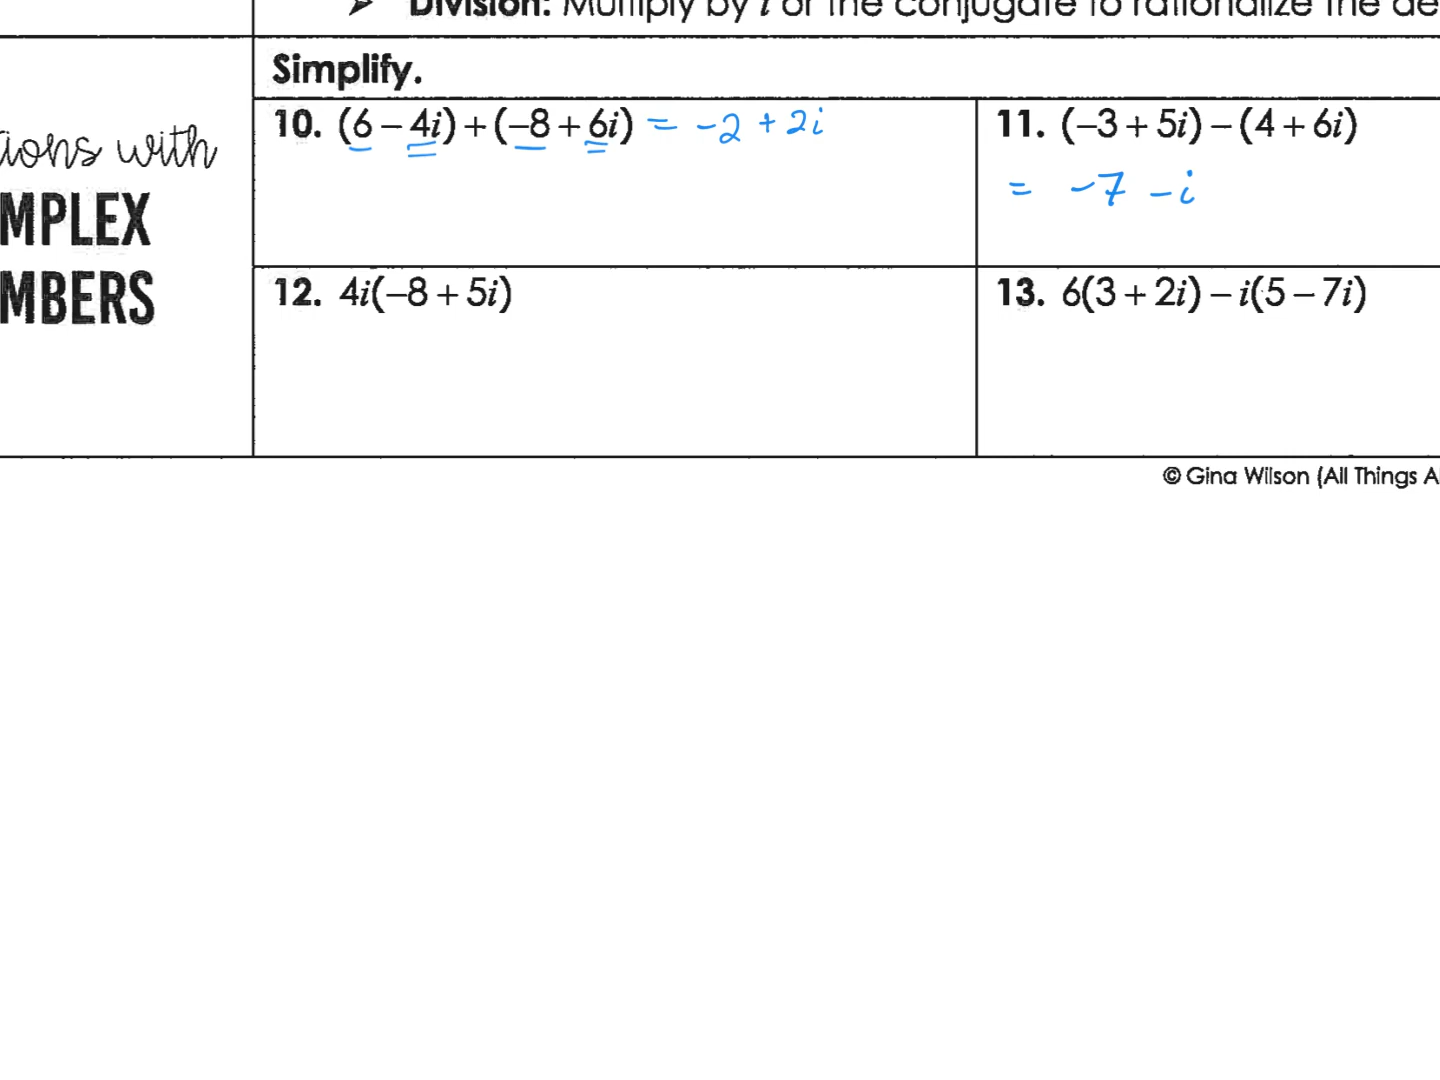 Division: Multiply by i or the conjugate to rationalize the de
Simplify.
10. (6 – 4i) + (–8 + 6i) = -2 + 2i
11. (–3 + 5i) – (4 + 6i)
= -7 - i
tions with
MPLEX
MBERS
12. 4i(–8 + 5i)
13. 6(3 + 2i) – i(5 – 7i)
© Gina Wilson (All Things Al